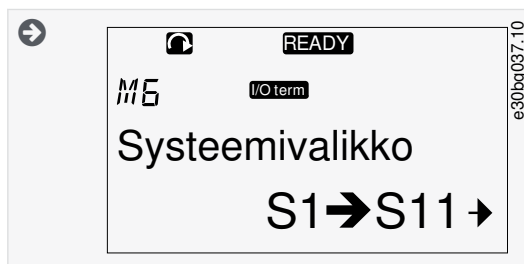 READY
M6 I/O term
Systeemivalikko
S1➔S11➔
e30bg037.10